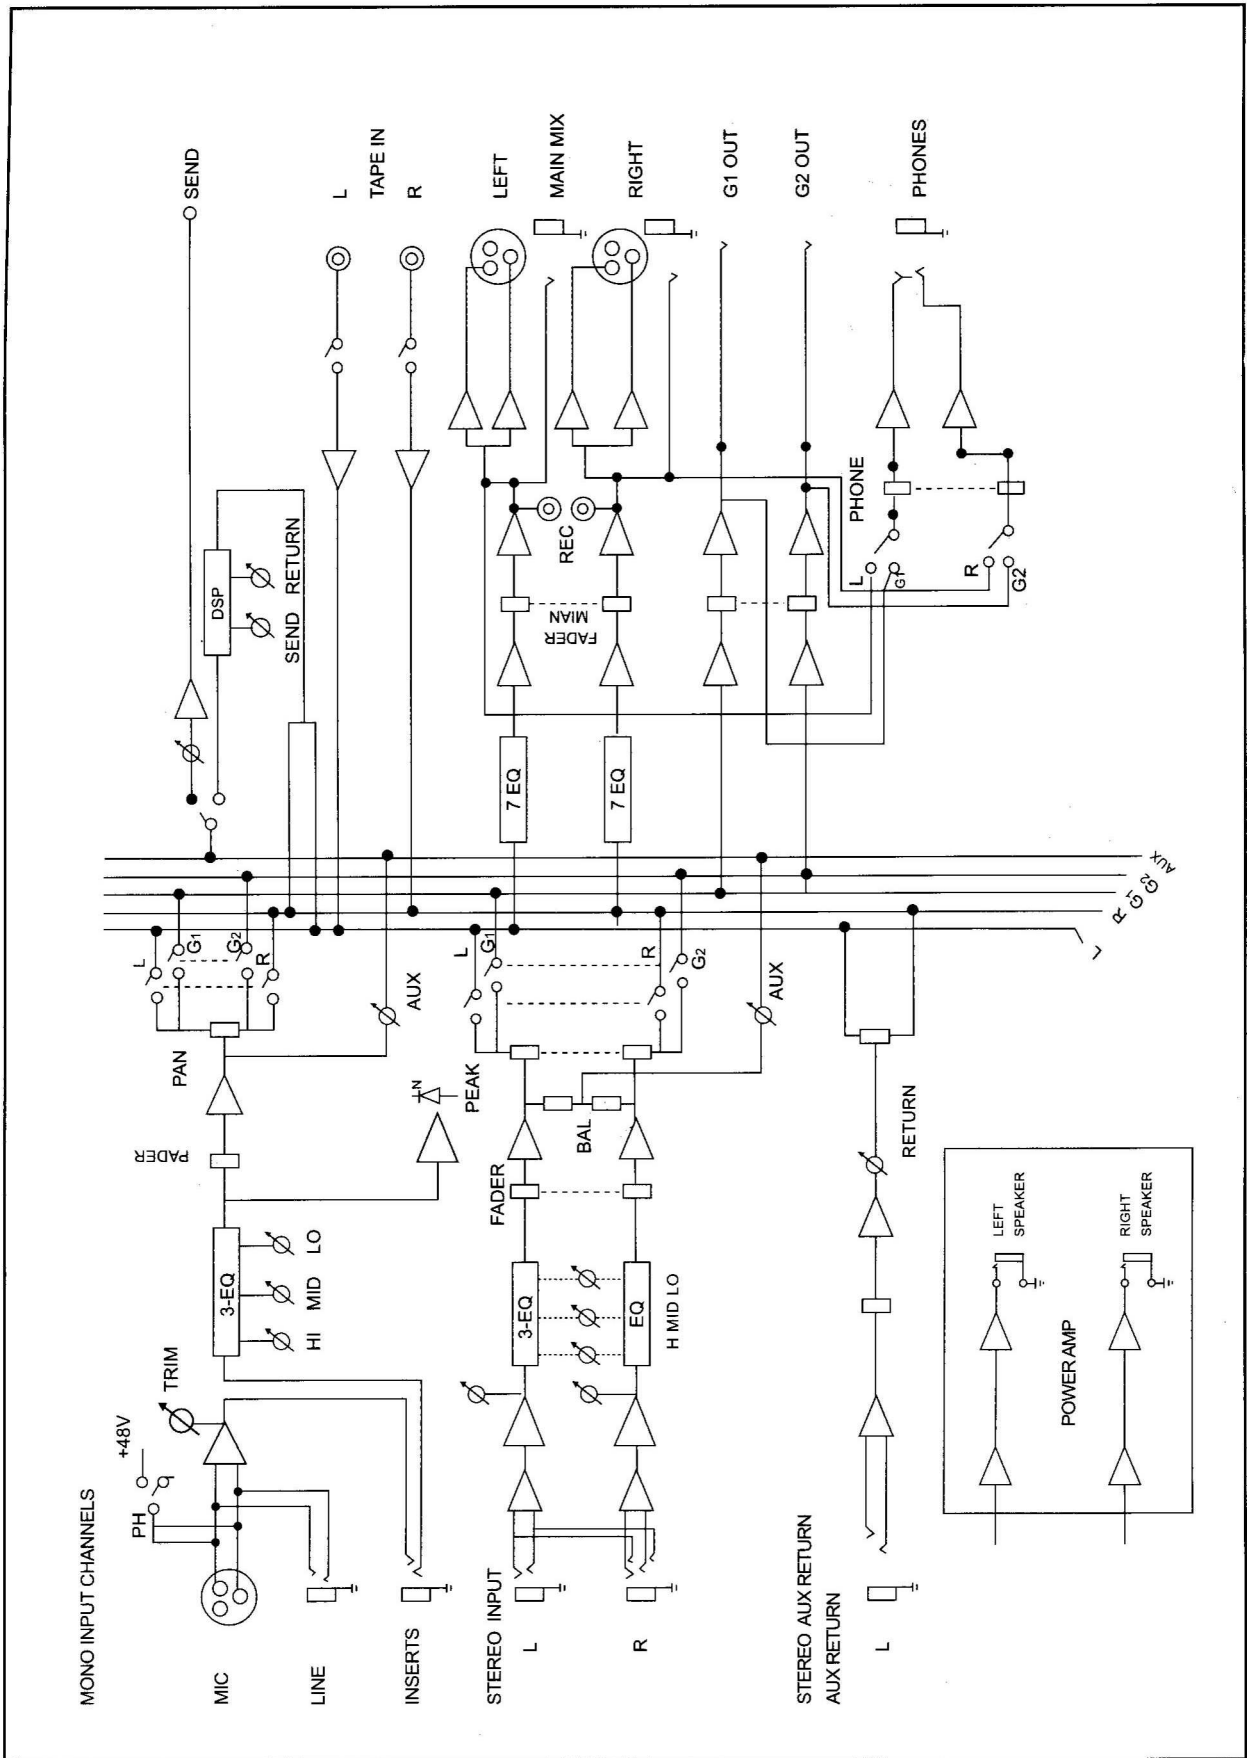 MONO INPUT CHANNELS
MIC
LINE
INSERTS
PH
+48V
TRIM
3-EQ
HI
MID
LO
PADER
PEAK
N
PAN
L
G1
G2
R
AUX
STEREO INPUT
L
R
3-EQ
EQ
H MID LO
FADER
BAL
L
G1
R
G2
AUX
STEREO AUX RETURN
AUX RETURN
L
RETURN
POWER AMP
LEFT
SPEAKER
RIGHT
SPEAKER
L
R
G1
G2
AUX
SEND
DSP
SEND
RETURN
L
TAPE IN
R
7 EQ
7 EQ
FADER
MIAN
REC
LEFT
MAIN MIX
RIGHT
G1 OUT
G2 OUT
PHONE
L
G1
R
G2
PHONES